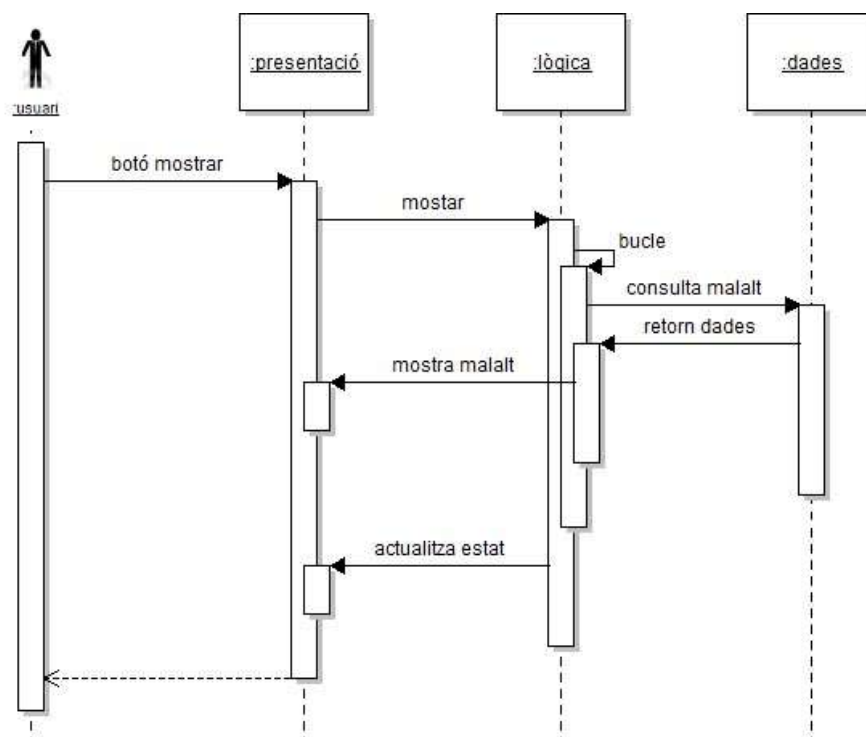 :usuari
:presentació
:lògica
:dades
botó mostrar
mostar
bucle
consulta malalt
retorn dades
mostra malalt
actualitza estat